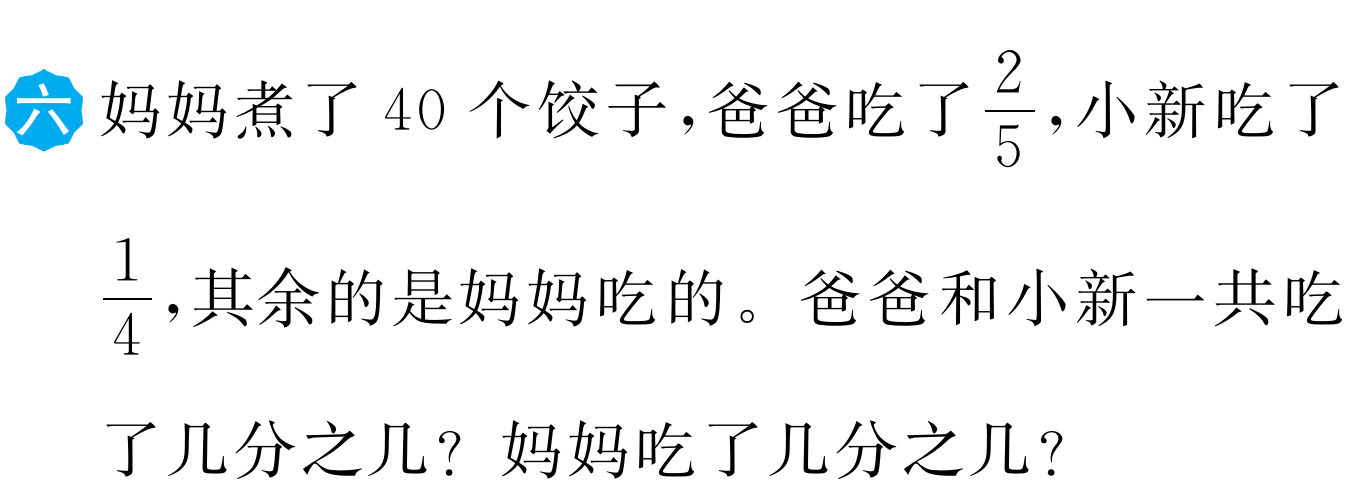 六 妈妈煮了 40 个饺子,爸爸吃了2/5,小新吃了
1/4,其余的是妈妈吃的。爸爸和小新一共吃
了几分之几? 妈妈吃了几分之几?